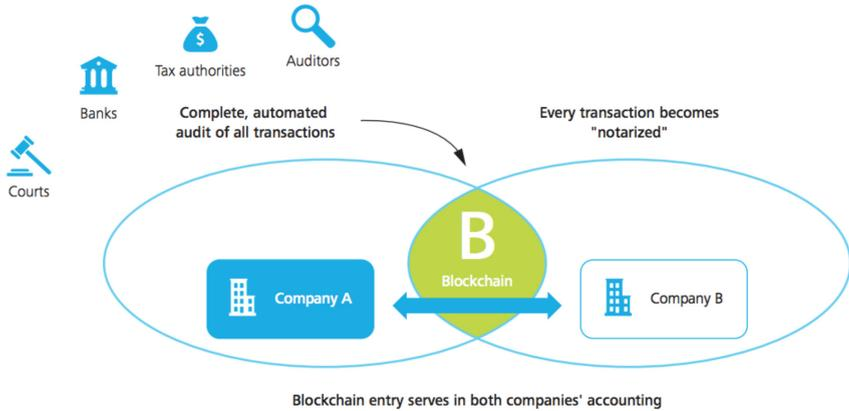 $
Tax authorities
Auditors
Banks
Courts
Complete, automated
audit of all transactions
Every transaction becomes
"notarized"
B
Blockchain
Company A
Company B
Blockchain entry serves in both companies' accounting